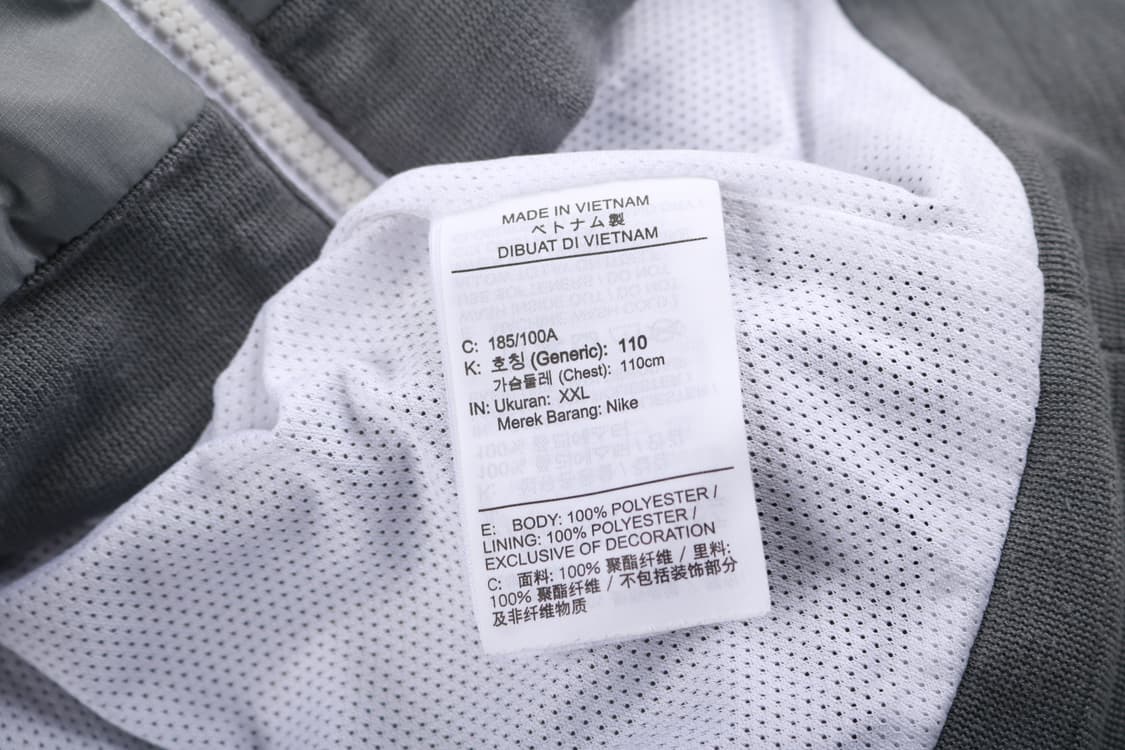 MADE IN VIETNAM
ベトナム製
DIBUAT DI VIETNAM
C: 185/100A
K: 호칭 (Generic): 110
가슴둘레 (Chest): 110cm
IN: Ukuran: XXL
Merek Barang: Nike
E: BODY: 100% POLYESTER /
LINING: 100% POLYESTER /
EXCLUSIVE OF DECORATION
C: 面料: 100% 聚酯纤维 / 里料:
100% 聚酯纤维 / 不包括装饰部分
及非纤维物质